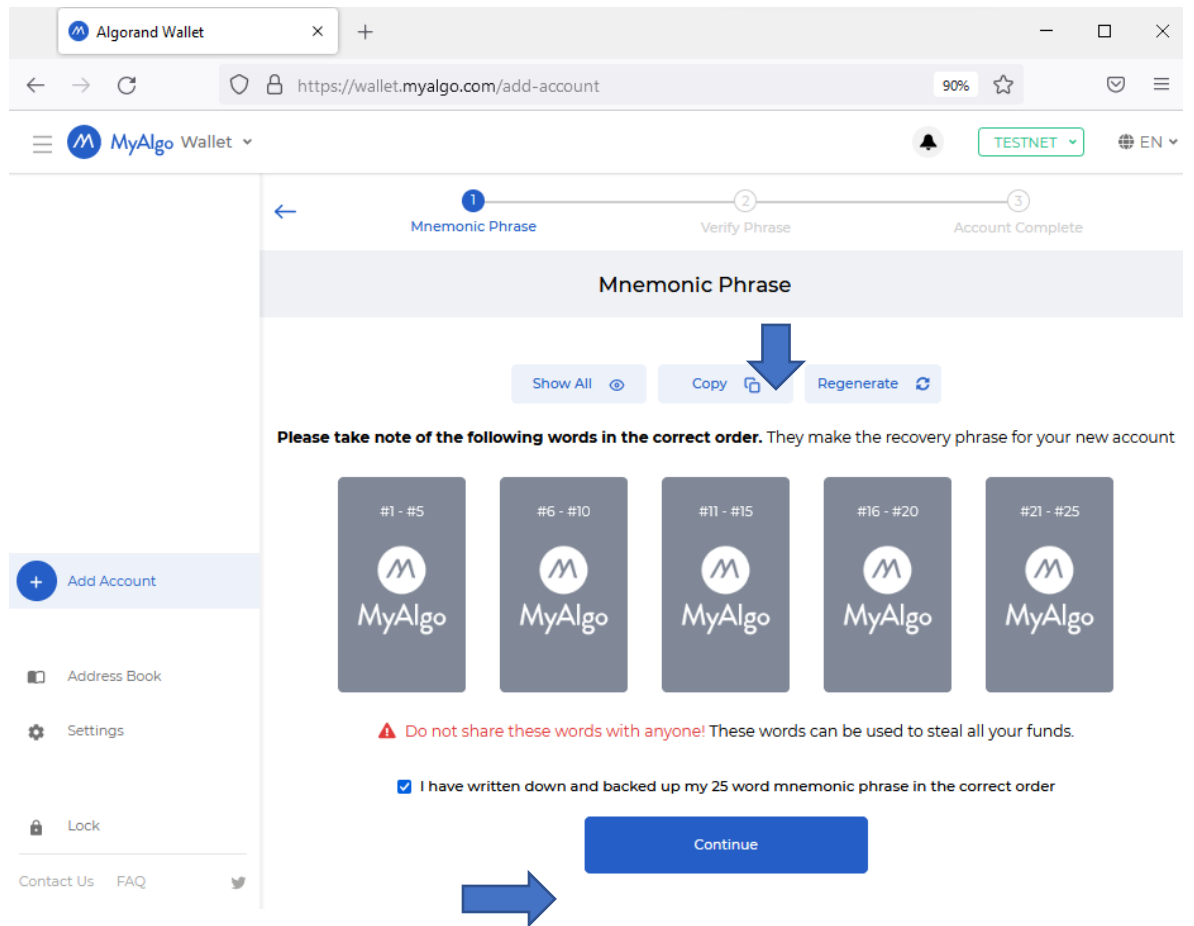 Algorand Wallet
https://wallet.myalgo.com/add-account
90%
MyAlgo Wallet
TESTNET
EN
1
2
3
Mnemonic Phrase
Verify Phrase
Account Complete
Mnemonic Phrase
Show All
Copy
Regenerate
Please take note of the following words in the correct order. They make the recovery phrase for your new account
#1 - #5
#6 - #10
#11 - #15
#16 - #20
#21 - #25
MyAlgo
MyAlgo
MyAlgo
MyAlgo
MyAlgo
Add Account
Address Book
Settings
Do not share these words with anyone! These words can be used to steal all your funds.
I have written down and backed up my 25 word mnemonic phrase in the correct order
Lock
Continue
Contact Us FAQ